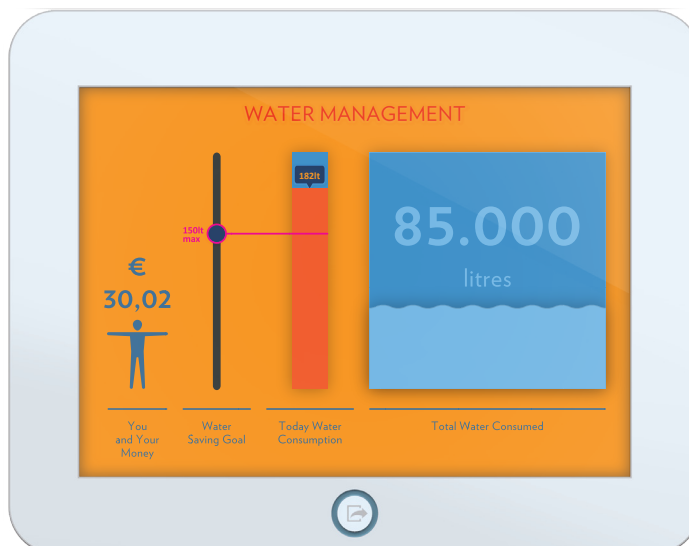 WATER MANAGEMENT
182lt
150lt
max
85.000
litres
€
30,02
You
and Your
Money
Water
Saving Goal
Today Water
Consumption
Total Water Consumed